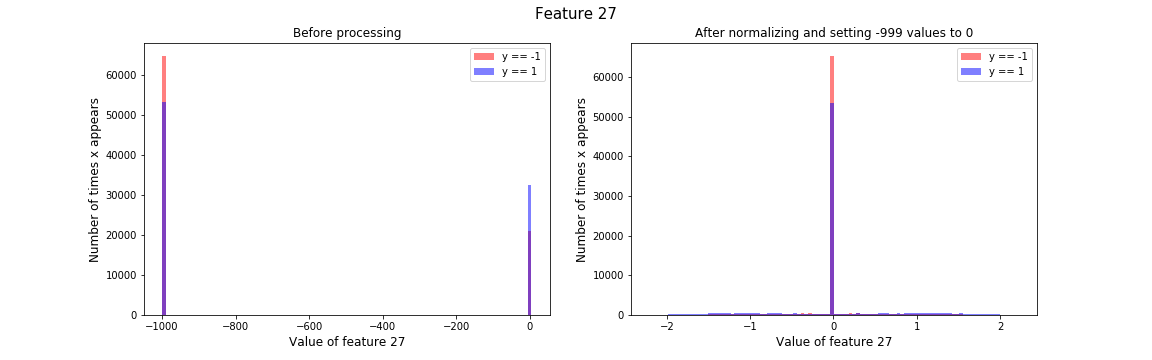 Feature 27
Before processing
Number of times x appears
60000
50000
40000
30000
20000
10000
0
−1000
−800
−600
−400
−200
0
Value of feature 27
y == -1
y == 1
After normalizing and setting -999 values to 0
Number of times x appears
60000
50000
40000
30000
20000
10000
0
−2
−1
0
1
2
Value of feature 27
y == -1
y == 1